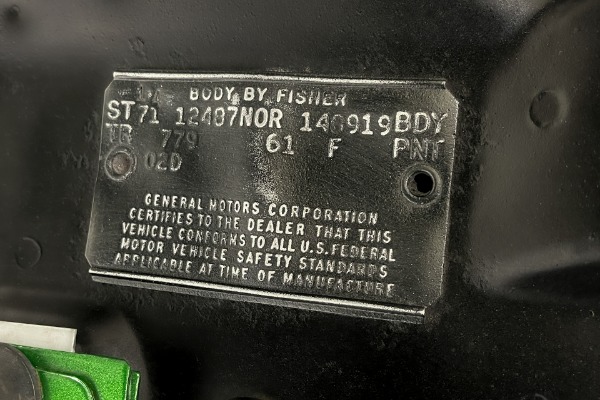 BODY BY FISHER
ST71 12487NOR 140919BDY
TR 779 61 F PNT
02D
GENERAL MOTORS CORPORATION
CERTIFIES TO THE DEALER THAT THIS
VEHICLE CONFORMS TO ALL U.S. FEDERAL
MOTOR VEHICLE SAFETY STANDARDS
APPLICABLE AT TIME OF MANUFACTURE